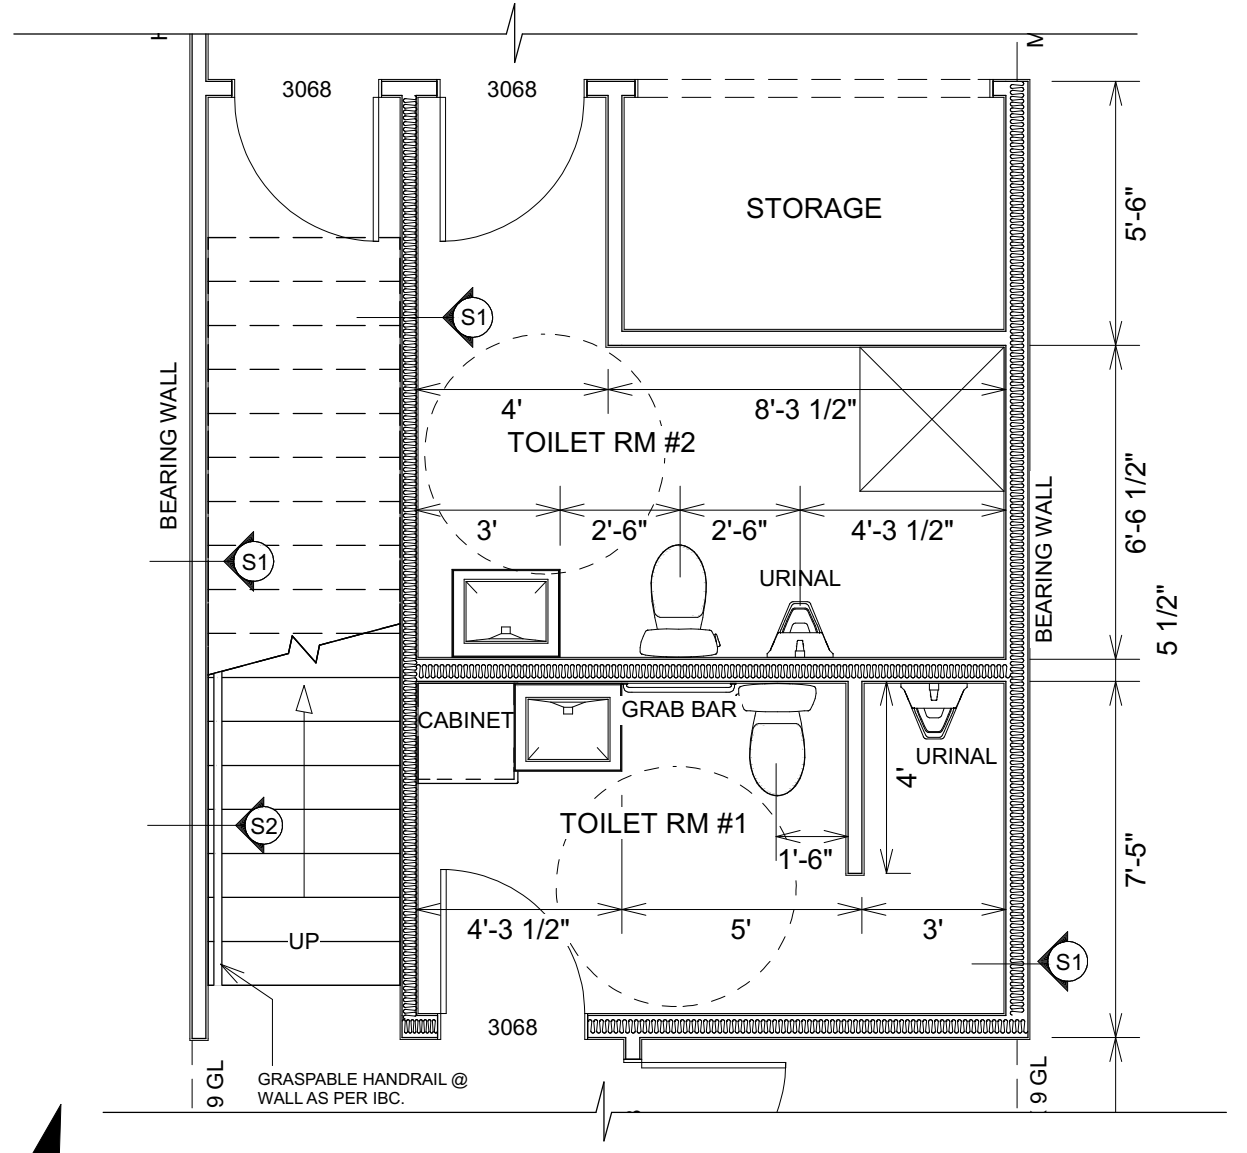 3068
3068
5'-6"
STORAGE
S1
4'
8'-3 1/2"
TOILET RM #2
BEARING WALL
3'
2'-6"
2'-6"
4'-3 1/2"
6'-6 1/2"
BEARING WALL
S1
URINAL
5 1/2"
CABINET
GRAB BAR
URINAL
4'
S2
TOILET RM #1
1'-6"
7'-5"
4'-3 1/2"
5'
3'
UP
S1
3068
GRASPABLE HANDRAIL @
WALL AS PER IBC.
9 GL
9 GL